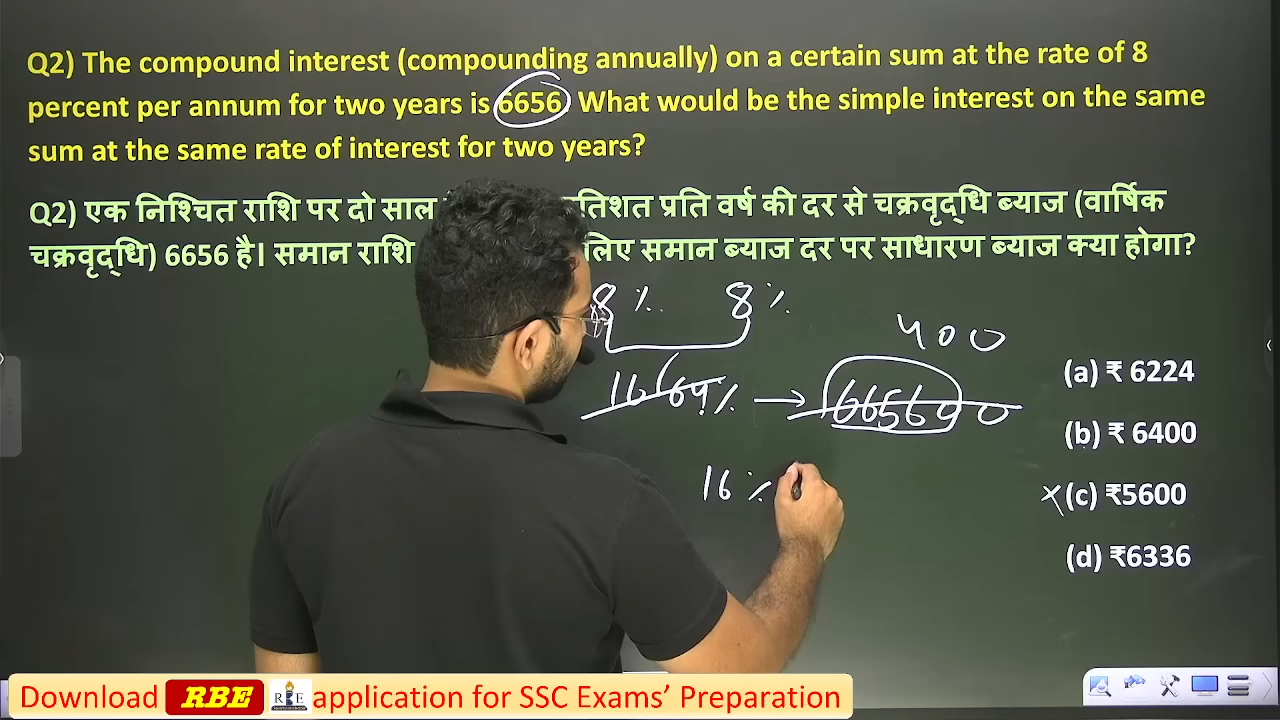 Q2) The compound interest (compounding annually) on a certain sum at the rate of 8
percent per annum for two years is 6656 What would be the simple interest on the same
sum at the same rate of interest for two years?
Q2) एक निश्चित राशि पर दो साल प्रति वर्ष की दर से चक्रवृद्धि ब्याज (वार्षिक
चक्रवृद्धि) 6656 है। समान राशि लिए समान ब्याज दर पर साधारण ब्याज क्या होगा?
8% 8%
400
16 64% → 665600
16%
(a) ₹ 6224
(b) ₹ 6400
×(c) ₹5600
(d) ₹6336
Download RBE RBE application for SSC Exams’ Preparation